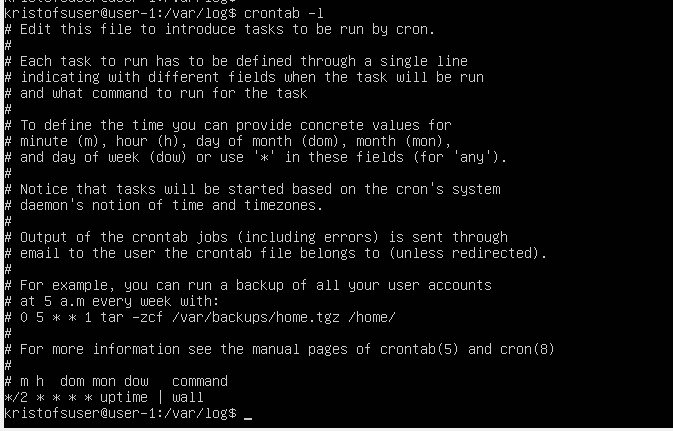 kristofsuser@user-1:/var/log$ crontab -l
# Edit this file to introduce tasks to be run by cron.
#
# Each task to run has to be defined through a single line
# indicating with different fields when the task will be run
# and what command to run for the task
#
# To define the time you can provide concrete values for
# minute (m), hour (h), day of month (dom), month (mon),
# and day of week (dow) or use '*' in these fields (for 'any').
#
# Notice that tasks will be started based on the cron's system
# daemon's notion of time and timezones.
#
# Output of the crontab jobs (including errors) is sent through
# email to the user the crontab file belongs to (unless redirected).
#
# For example, you can run a backup of all your user accounts
# at 5 a.m every week with:
# 0 5 * * 1 tar -zcf /var/backups/home.tgz /home/
#
# For more information see the manual pages of crontab(5) and cron(8)
#
# m h  dom mon dow   command
*/2 * * * * uptime | wall
kristofsuser@user-1:/var/log$ _